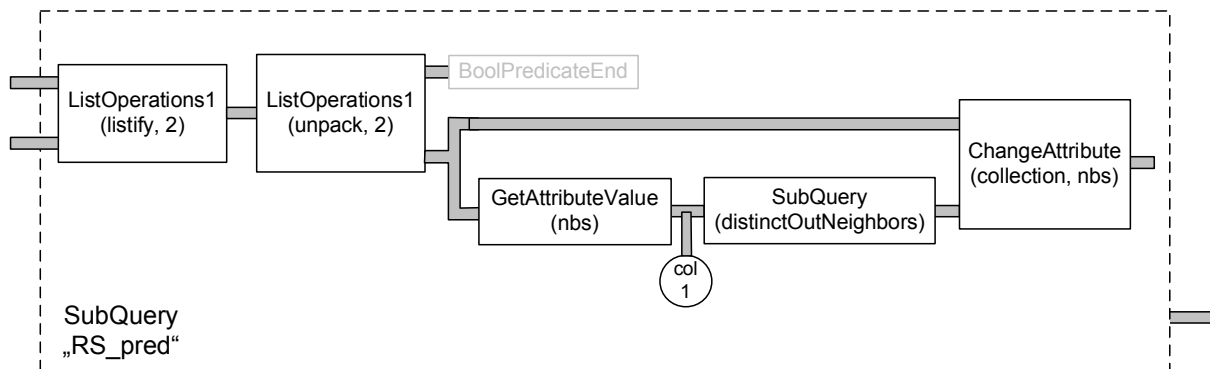 ListOperations1
(listify, 2)
ListOperations1
(unpack, 2)
BoolPredicateEnd
GetAttributeValue
(nbs)
SubQuery
(distinctOutNeighbors)
ChangeAttribute
(collection, nbs)
col
1
SubQuery
„RS_pred“